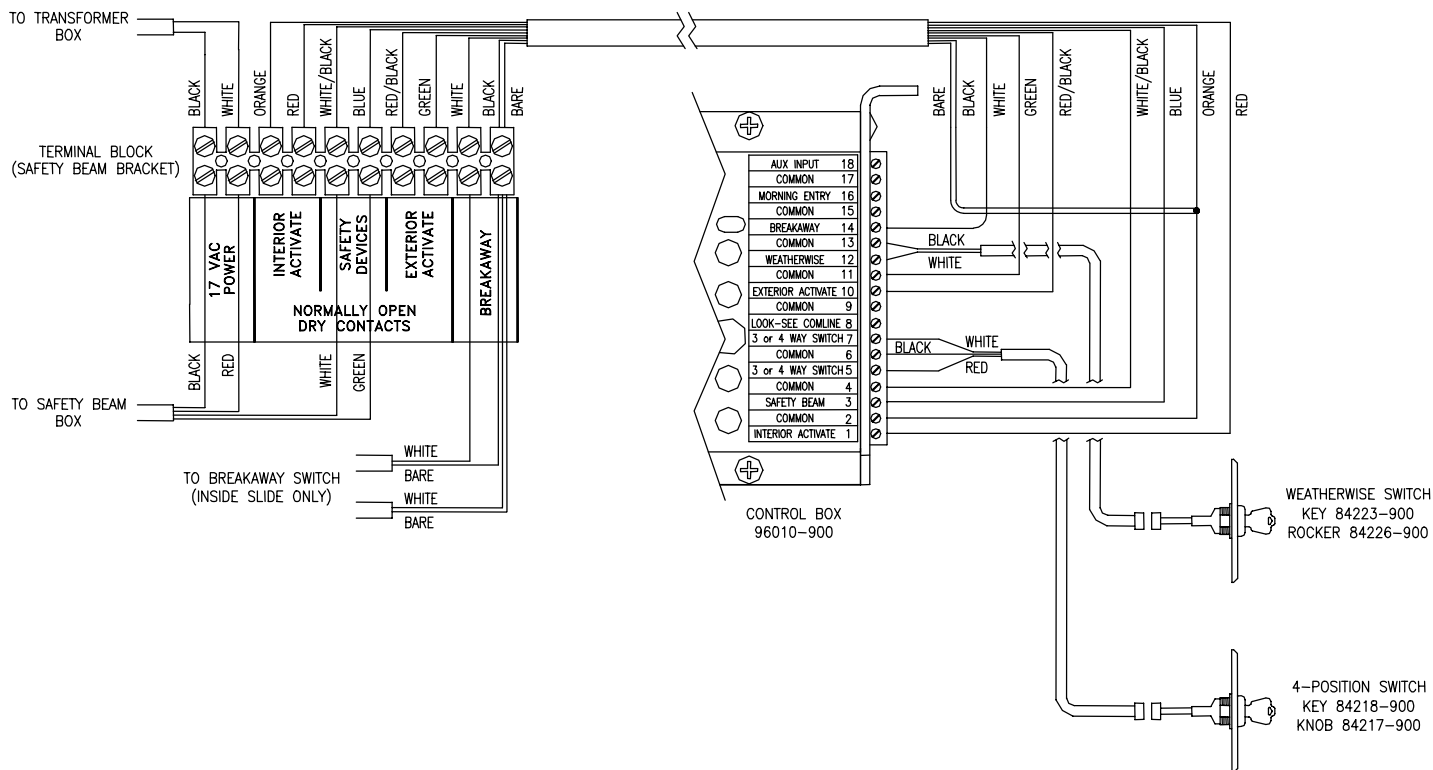 TO TRANSFORMER
BOX
BLACK
WHITE
ORANGE
RED
WHITE/BLACK
BLUE
RED/BLACK
GREEN
WHITE
BLACK
BARE
BARE
BLACK
WHITE
GREEN
RED/BLACK
WHITE/BLACK
BLUE
ORANGE
RED
TERMINAL BLOCK
(SAFETY BEAM BRACKET)
17 VAC
POWER
INTERIOR
ACTIVATE
SAFETY
DEVICES
EXTERIOR
ACTIVATE
BREAKAWAY
NORMALLY OPEN
DRY CONTACTS
BLACK
RED
WHITE
GREEN
TO SAFETY BEAM
BOX
TO BREAKAWAY SWITCH
(INSIDE SLIDE ONLY)
WHITE
BARE
WHITE
BARE
AUX INPUT 18
COMMON 17
MORNING ENTRY 16
COMMON 15
BREAKAWAY 14
COMMON 13
WEATHERWISE 12
COMMON 11
EXTERIOR ACTIVATE 10
COMMON 9
LOOK-SEE COMLINE 8
3 or 4 WAY SWITCH 7
COMMON 6
3 or 4 WAY SWITCH 5
COMMON 4
SAFETY BEAM 3
COMMON 2
INTERIOR ACTIVATE 1
BLACK
WHITE
WHITE
BLACK
RED
CONTROL BOX
96010-900
WEATHERWISE SWITCH
KEY 84223-900
ROCKER 84226-900
4-POSITION SWITCH
KEY 84218-900
KNOB 84217-900